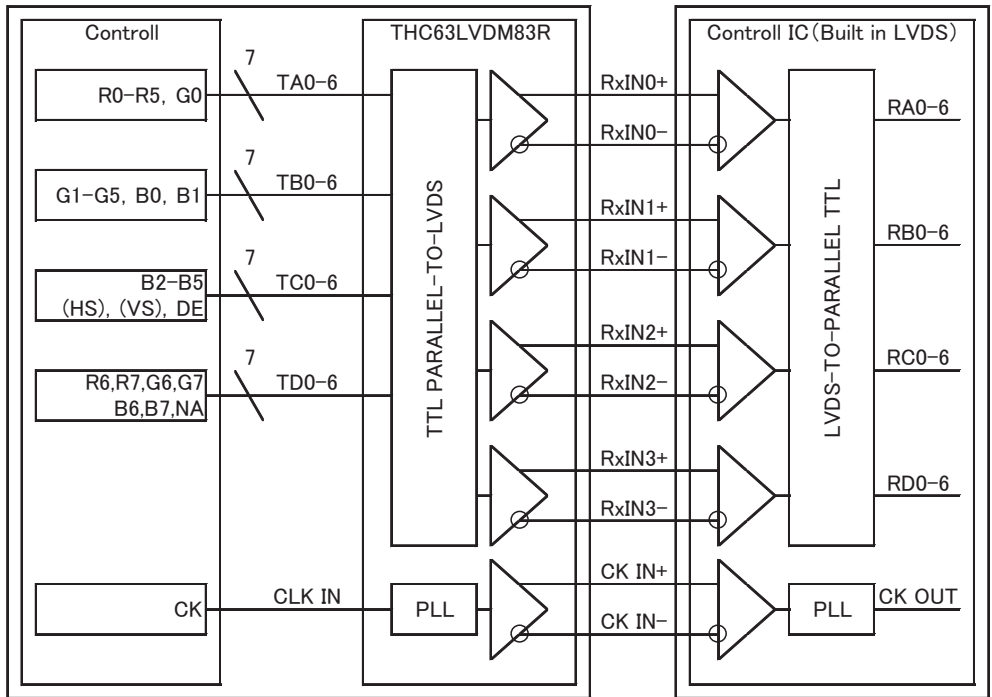 Controll
THC63LVDM83R
Controll IC(Built in LVDS)
R0-R5, G0
7
TA0-6
RxIN0+
RxIN0-
RA0-6
G1-G5, B0, B1
7
TB0-6
RxIN1+
RxIN1-
RB0-6
B2-B5
(HS), (VS), DE
7
TC0-6
RxIN2+
RxIN2-
RC0-6
R6,R7,G6,G7
B6,B7,NA
7
TD0-6
RxIN3+
RxIN3-
RD0-6
TTL PARALLEL-TO-LVDS
LVDS-TO-PARALLEL TTL
CK
CLK IN
PLL
CK IN+
CK IN-
PLL
CK OUT